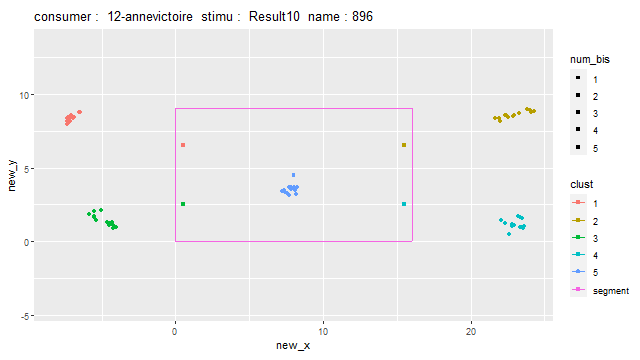 consumer : 12-annevictoire stimu : Result10 name : 896
num_bis
1
2
3
4
5
clust
1
2
3
4
5
segment
10
5
0
-5
new_y
0
10
20
new_x